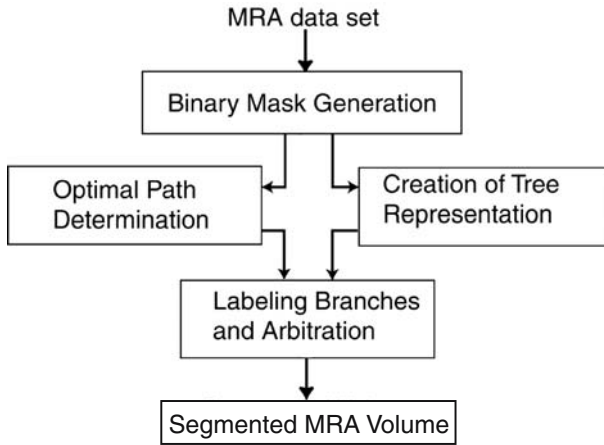 MRA data set
Binary Mask Generation
Optimal Path
Determination
Creation of Tree
Representation
Labeling Branches
and Arbitration
Segmented MRA Volume